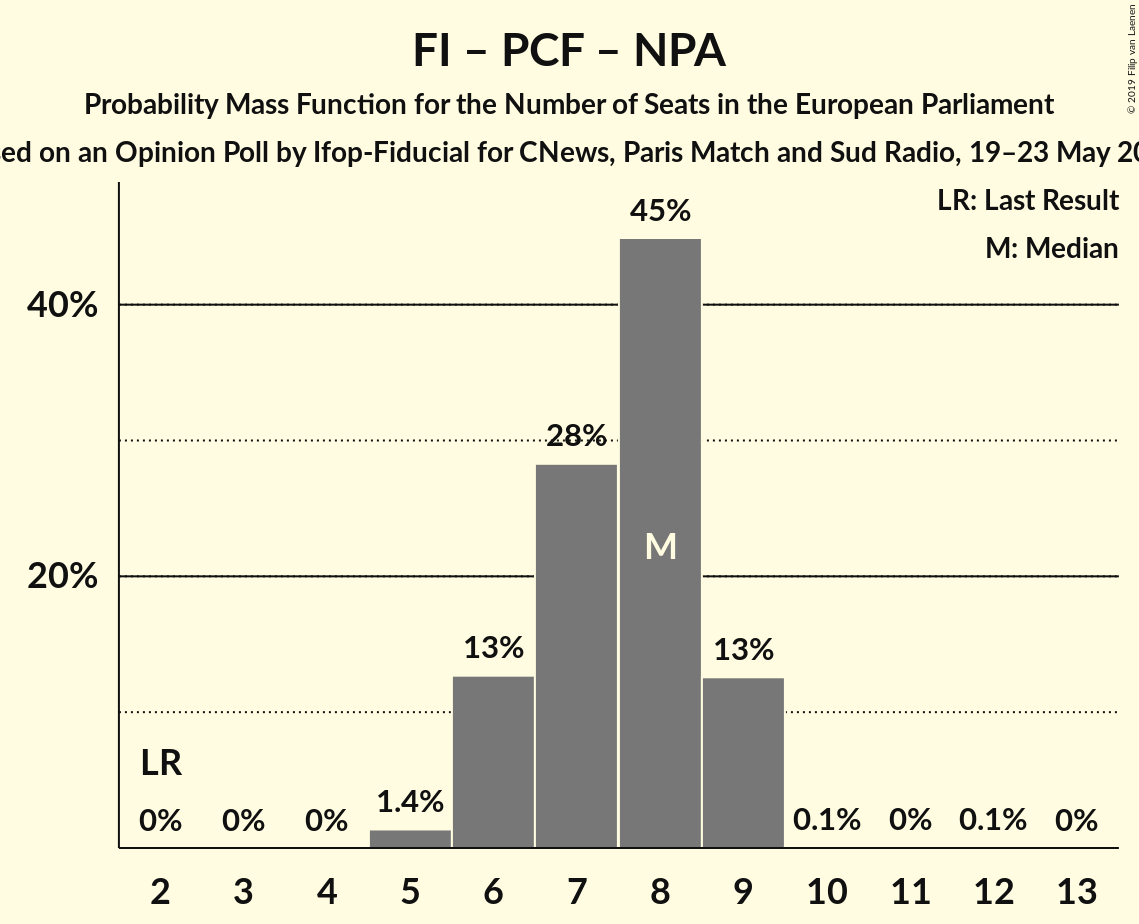 FI – PCF – NPA
Probability Mass Function for the Number of Seats in the European Parliament
on an Opinion Poll by Ifop-Fiducial for CNews, Paris Match and Sud Radio, 19–23 May
© 2019 Filip van Laenen
LR: Last Result
M: Median
45%
40%
28%
M
20%
13%
13%
LR
0%
0%
0%
1.4%
0.1%
0%
0.1%
0%
2 3 4 5 6 7 8 9 10 11 12 13